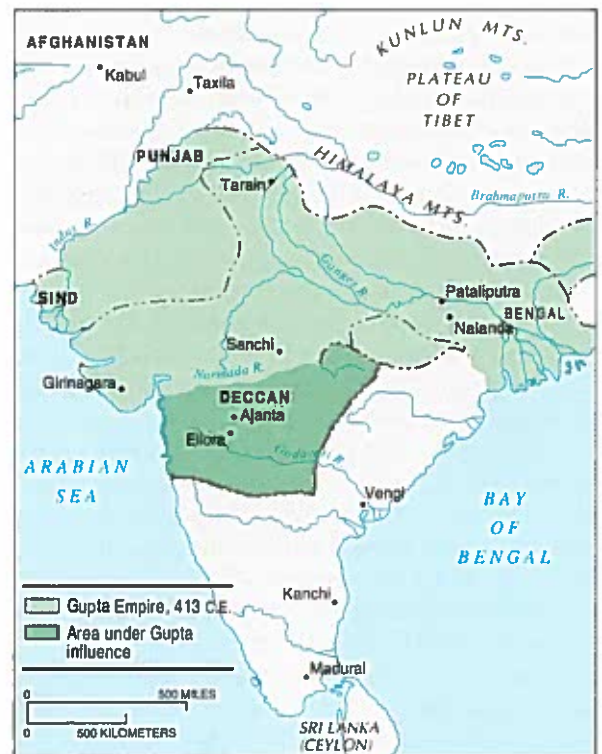 AFGHANISTAN
Kabul
Taxila
KUNLUN MTS.
PLATEAU
OF
TIBET
PUNJAB
HIMALAYA MTS.
Tarain
Brahmaputra R.
Indus R.
Ganges R.
SIND
Pataliputra
BENGAL
Nalanda
Sanchi
Narmada R.
Girinagara
DECCAN
Ajanta
Ellora
Godavari R.
ARABIAN
SEA
Vengi
BAY
OF
BENGAL
Kanchi
Gupta Empire, 413 C.E.
Area under Gupta
influence
Madurai
0 500 MILES
0 500 KILOMETERS
SRI LANKA
(CEYLON)